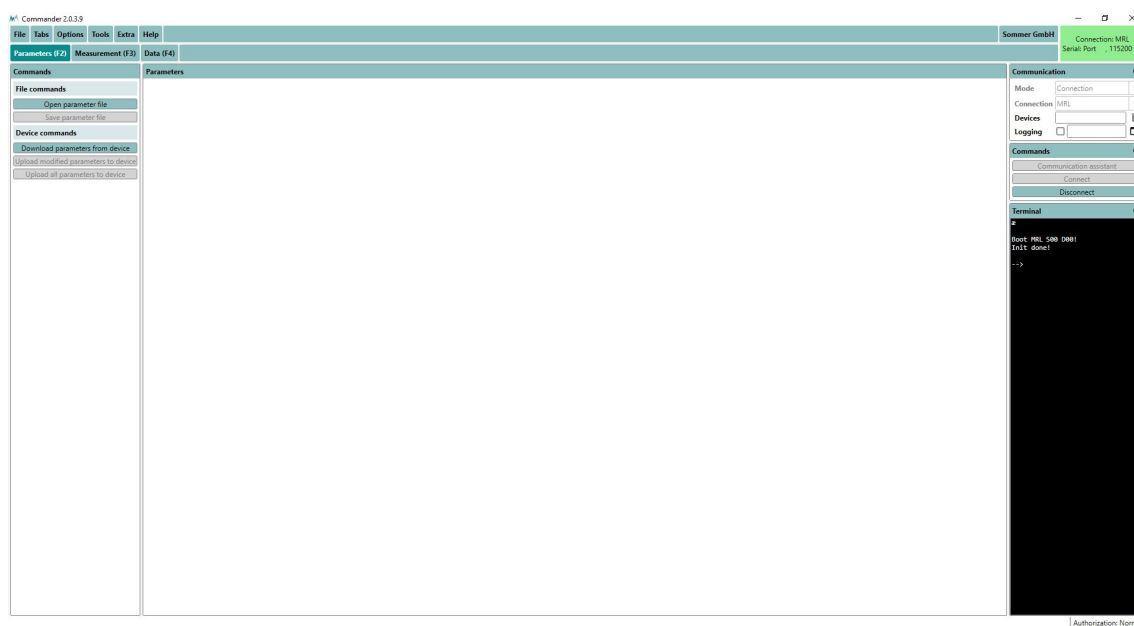 Commander 2.0.3.9
File Tabs Options Tools Extra Help
Sommer GmbH
Connection: MRL
Serial: Port , 115200
Parameters (F2) Measurement (F3) Data (F4)
Commands
File commands
Open parameter file
Save parameter file
Device commands
Download parameters from device
Upload modified parameters to device
Upload all parameters to device
Parameters
Communication
Mode Connection
Connection MRL
Devices
Logging
Commands
Communication assistant
Connect
Disconnect
Terminal
Boot MRL 500 D00!
Init done!
-->
Authorization: Norm